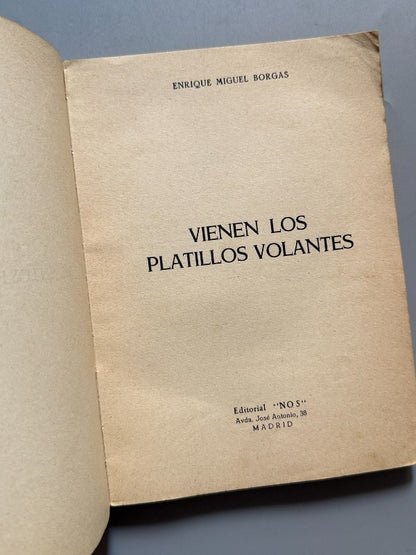 ENRIQUE MIGUEL BORGAS
VIENEN LOS
PLATILLOS VOLANTES
Editorial "NOS"
Avda. José Antonio, 38
MADRID